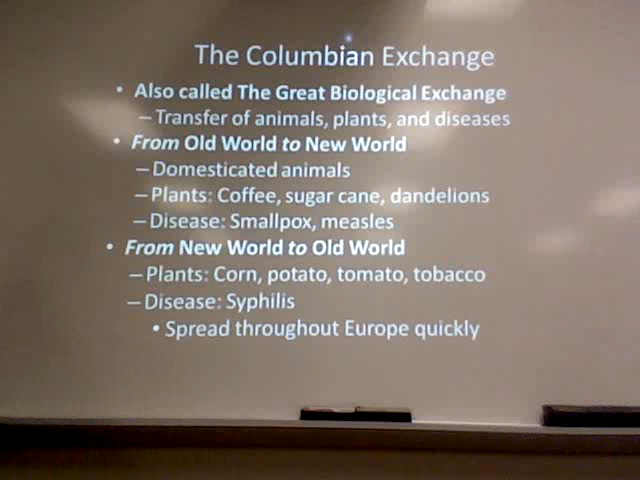 The Columbian Exchange
• Also called The Great Biological Exchange
– Transfer of animals, plants, and diseases
• From Old World to New World
– Domesticated animals
– Plants: Coffee, sugar cane, dandelions
– Disease: Smallpox, measles
• From New World to Old World
– Plants: Corn, potato, tomato, tobacco
– Disease: Syphilis
• Spread throughout Europe quickly